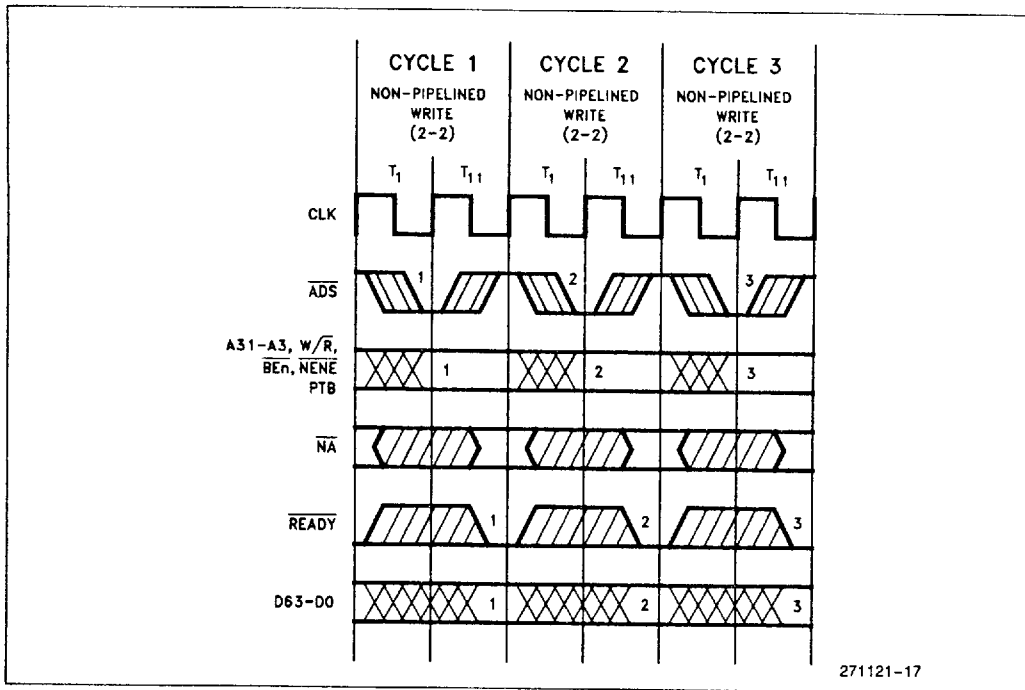 CYCLE 1 CYCLE 2 CYCLE 3
NON-PIPELINED NON-PIPELINED NON-PIPELINED
WRITE WRITE WRITE
(2-2) (2-2) (2-2)
T1 T11 T1 T11 T1 T11
CLK
ADS 1 2 3
A31-A3, W/R,
BEn, NENE 1 2 3
PTB
NA
READY 1 2 3
D63-D0 1 2 3
271121-17